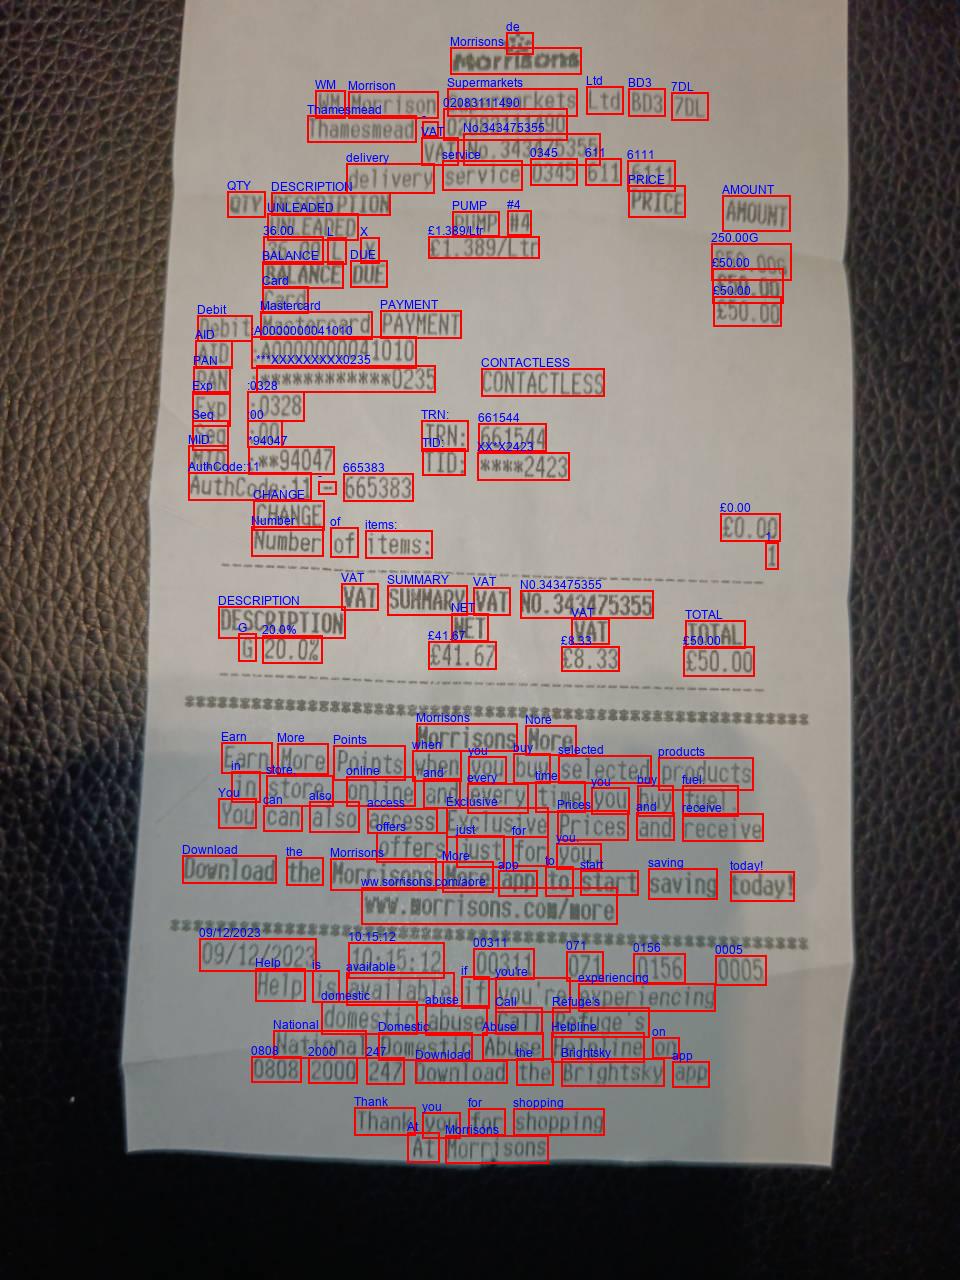 Morrisons
WM Morrison Supermarkets Ltd BD3 7DL
Thamesmead - 02083111490
VAT No.343475355
delivery service 0345 611 6111
QTY DESCRIPTION PRICE AMOUNT
UNLEADED PUMP #4
36.00 L X £1.389/Ltr £50.00G
BALANCE DUE £50.00
Card £50.00
Debit Mastercard PAYMENT
AID :A0000000041010
PAN :************0235 CONTACTLESS
Exp :0328
Seq :00 TRN: 661544
MID :**94047 TID: ****2423
AuthCode:11 - 665383
CHANGE £0.00
Number of items: 1
VAT SUMMARY VAT NO.343475355
DESCRIPTION NET VAT TOTAL
G 20.0% £41.67 £8.33 £50.00
Morrisons More
Earn More Points when you buy selected products
in store, online and every time you buy fuel.
You can also access Exclusive Prices and receive
offers just for you.
Download the Morrisons More app to start saving today!
www.morrisons.com/more
09/12/2023 10:15:12 00311 071 0156 0005
Help is available if you're experiencing
domestic abuse Call Refuge's
National Domestic Abuse Helpline on
0808 2000 247 Download the Brightsky app
Thank you for shopping
At Morrisons